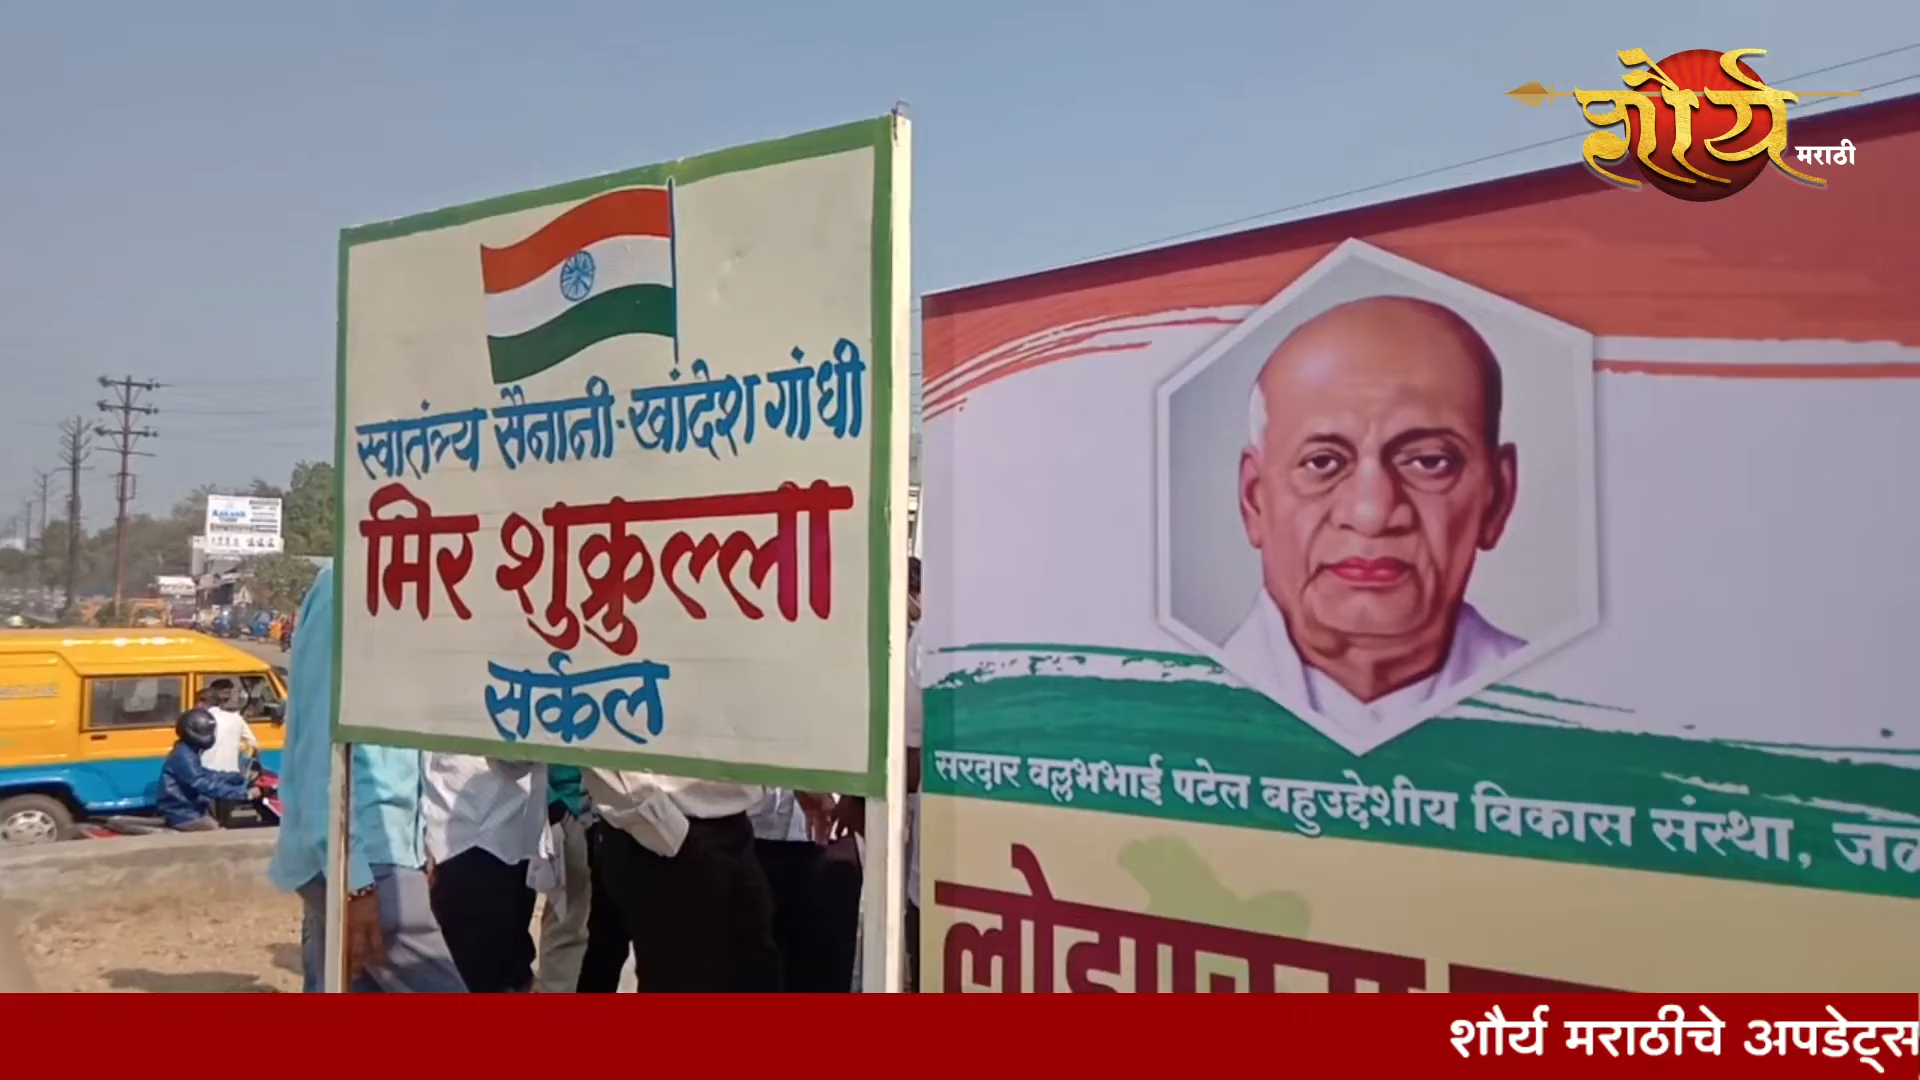 शौर्य
मराठी
स्वातंत्र्य सैनानी-खांदेश गांधी
मिर शुक्रुल्ला
सर्कल
सरदार वल्लभभाई पटेल बहुउद्देशीय विकास संस्था,
शौर्य मराठीचे अपडेट्स